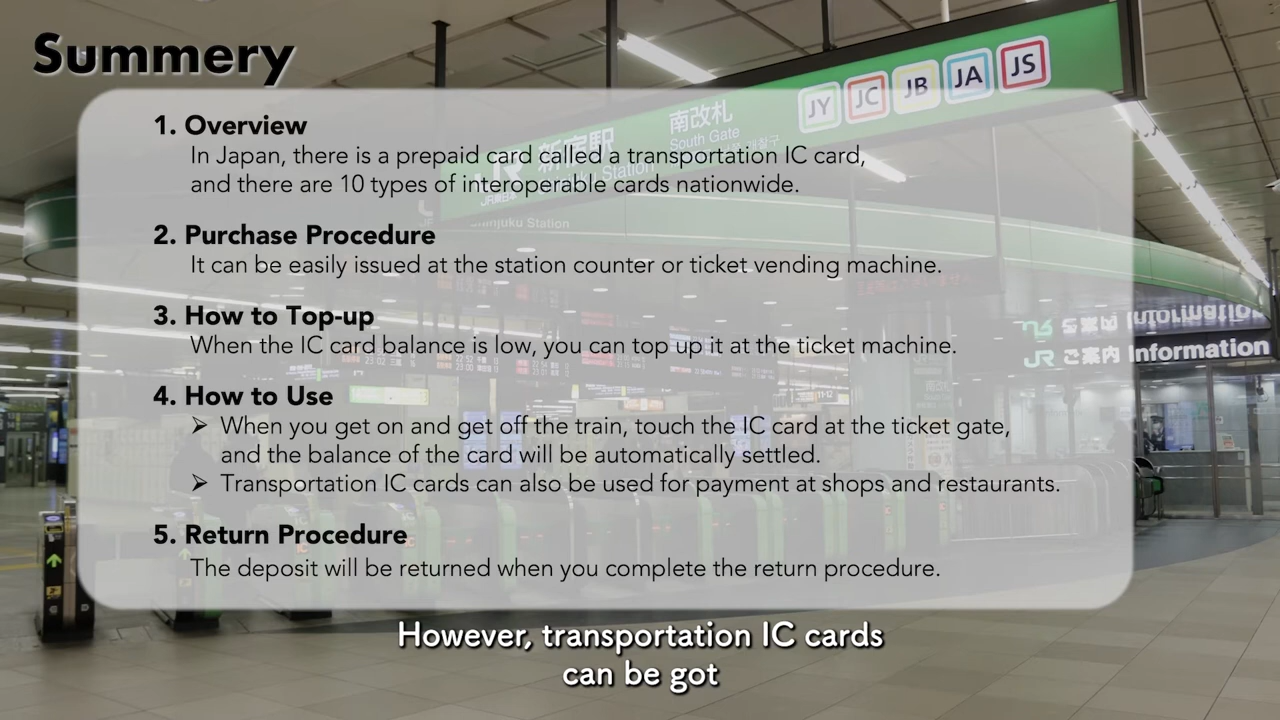 Summery
JY JC JB JA JS
南改札
South Gate
新宿駅
1. Overview
In Japan, there is a prepaid card called a transportation IC card,
and there are 10 types of interoperable cards nationwide.
Shinjuku Station
2. Purchase Procedure
It can be easily issued at the station counter or ticket vending machine.
3. How to Top-up
When the IC card balance is low, you can top up it at the ticket machine.
JR ご案内 Information
4. How to Use
➢ When you get on and get off the train, touch the IC card at the ticket gate,
and the balance of the card will be automatically settled.
➢ Transportation IC cards can also be used for payment at shops and restaurants.
5. Return Procedure
The deposit will be returned when you complete the return procedure.
However, transportation IC cards
can be got